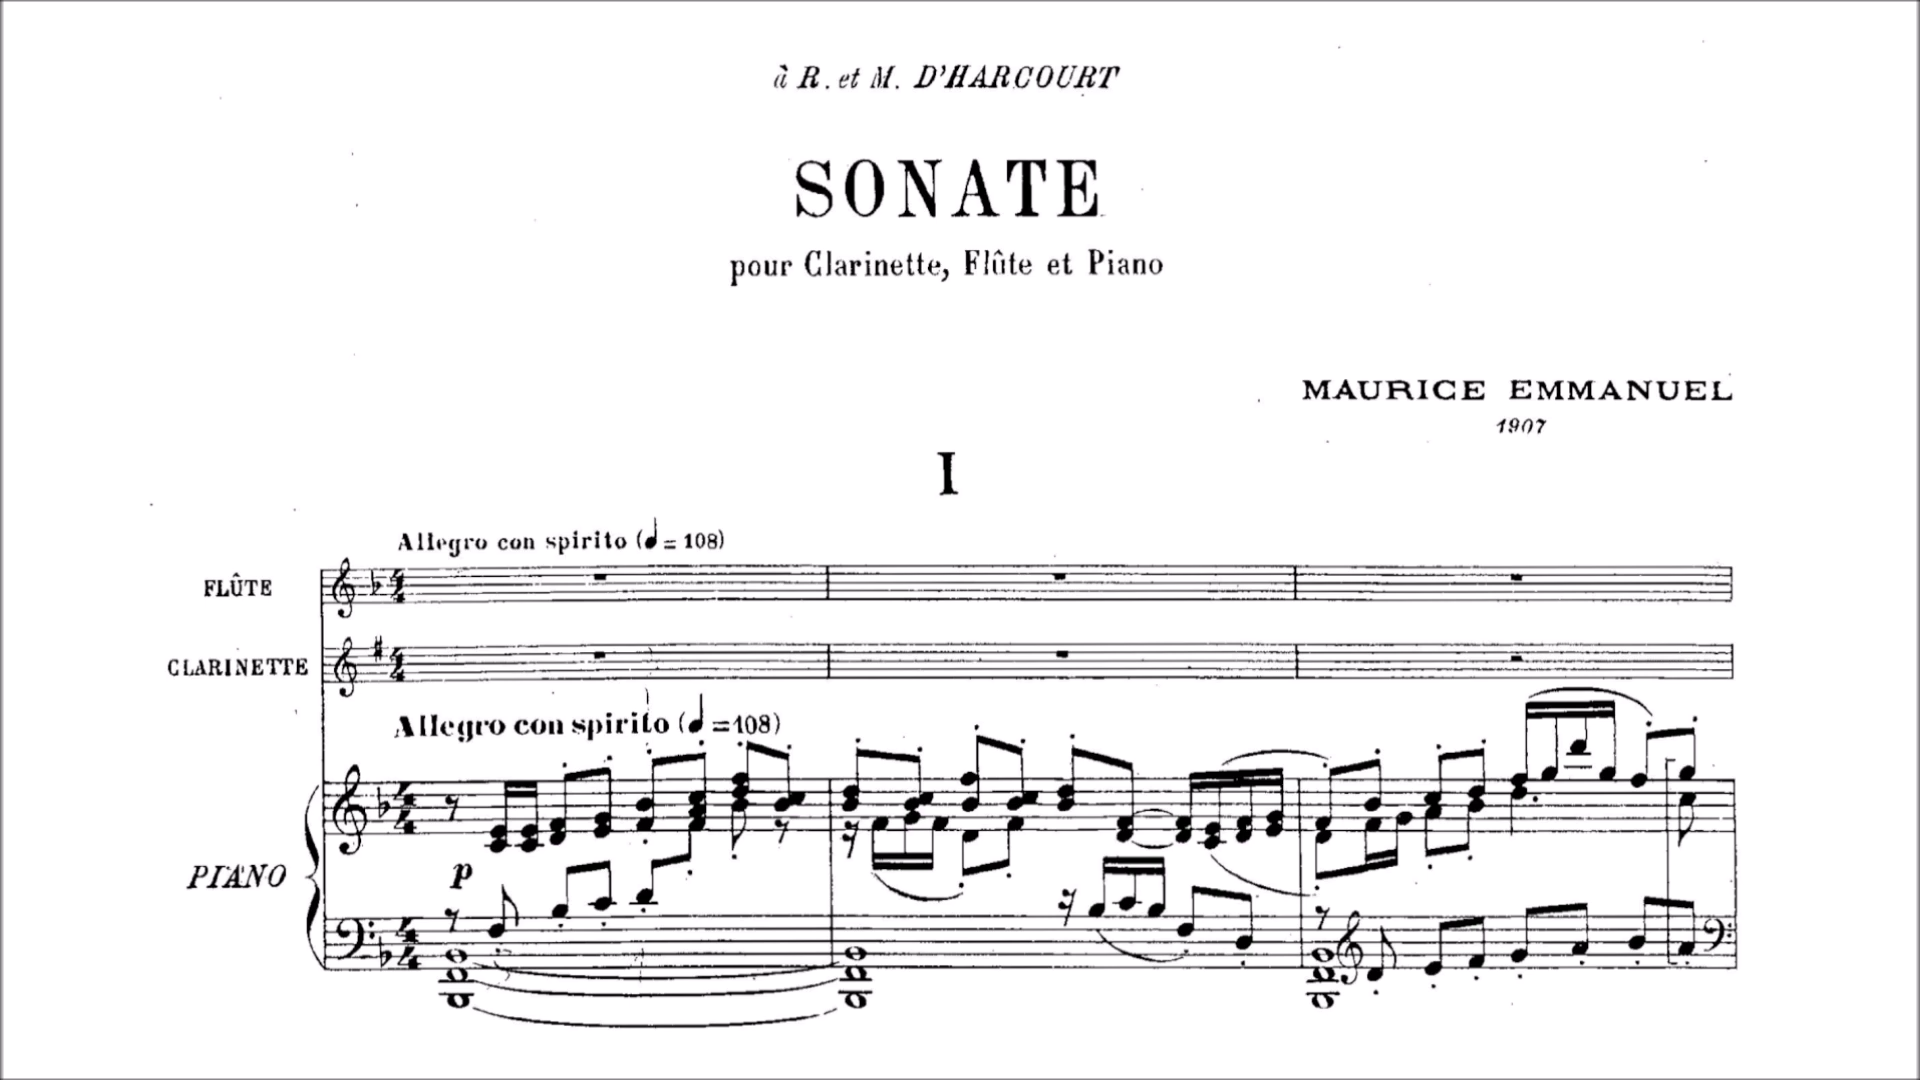 à R. et M. D'HARCOURT
SONATE
pour Clarinette, Flûte et Piano
MAURICE EMMANUEL
1907
I
Allegro con spirito (♩ = 108)
FLÛTE
CLARINETTE
Allegro con spirito (♩ = 108)
PIANO
p